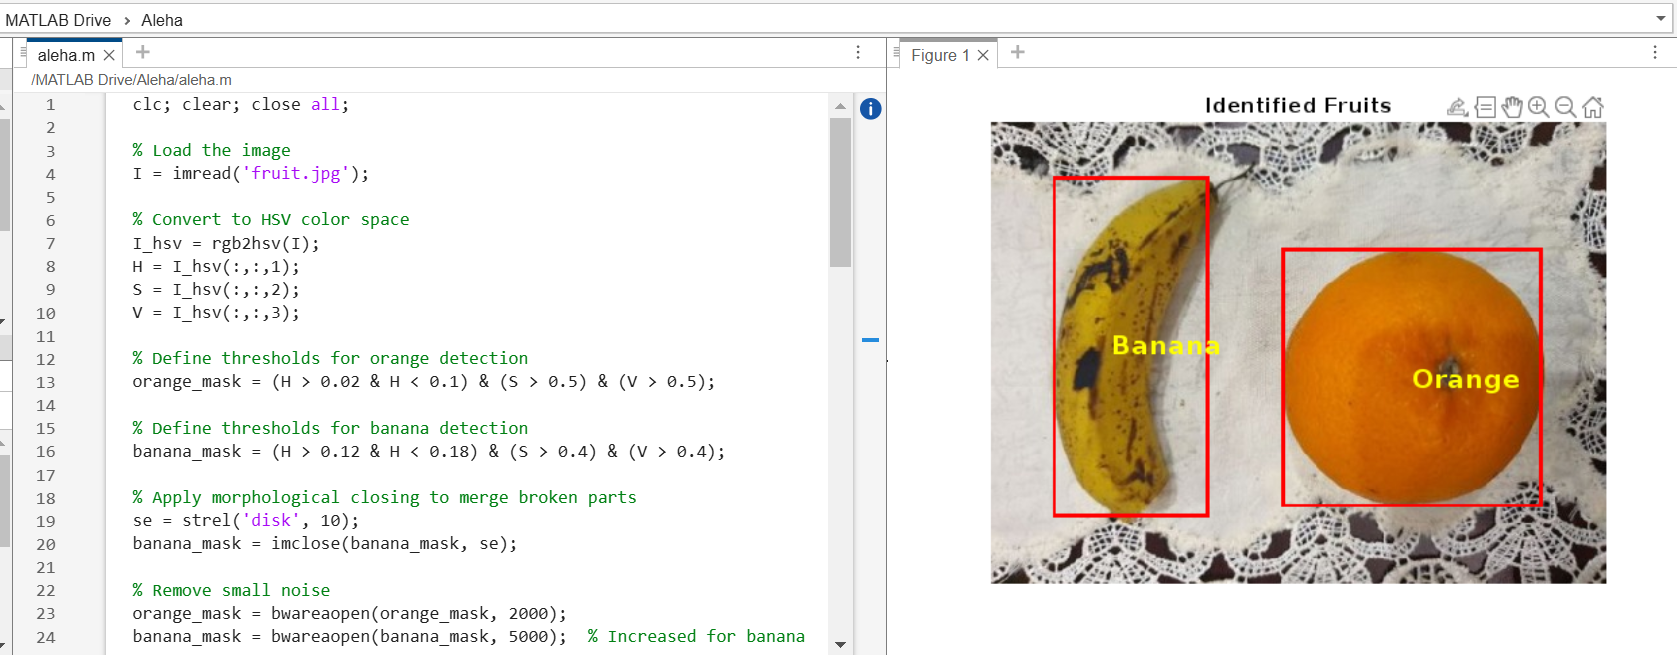 MATLAB Drive › Aleha
aleha.m
/MATLAB Drive/Aleha/aleha.m
1 clc; clear; close all;
2
3 % Load the image
4 I = imread('fruit.jpg');
5
6 % Convert to HSV color space
7 I_hsv = rgb2hsv(I);
8 H = I_hsv(:,:,1);
9 S = I_hsv(:,:,2);
10 V = I_hsv(:,:,3);
11
12 % Define thresholds for orange detection
13 orange_mask = (H > 0.02 & H < 0.1) & (S > 0.5) & (V > 0.5);
14
15 % Define thresholds for banana detection
16 banana_mask = (H > 0.12 & H < 0.18) & (S > 0.4) & (V > 0.4);
17
18 % Apply morphological closing to merge broken parts
19 se = strel('disk', 10);
20 banana_mask = imclose(banana_mask, se);
21
22 % Remove small noise
23 orange_mask = bwareaopen(orange_mask, 2000);
24 banana_mask = bwareaopen(banana_mask, 5000);  % Increased for banana
Figure 1
Identified Fruits
Banana
Orange